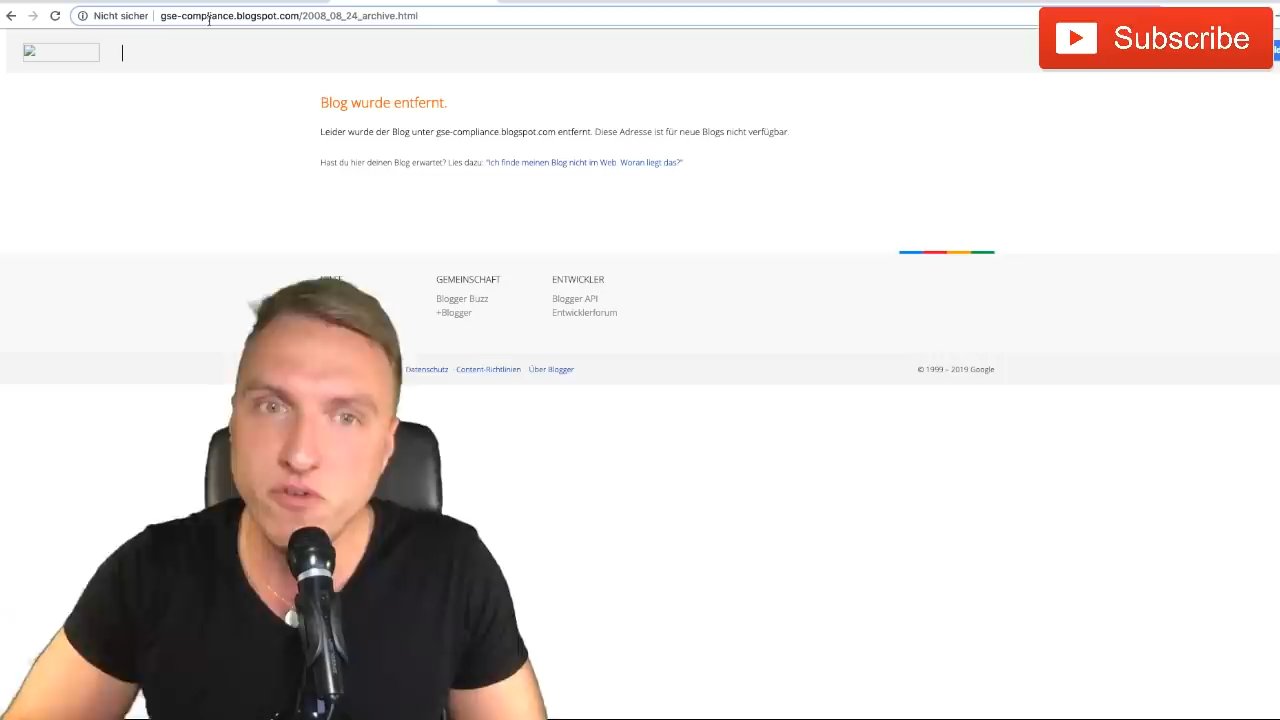 Nicht sicher
gse-compliance.blogspot.com/2008_08_24_archive.html
Subscribe
Blog wurde entfernt.
Leider wurde der Blog unter gse-compliance.blogspot.com entfernt. Diese Adresse ist für neue Blogs nicht verfügbar.
Hast du hier deinen Blog erwartet? Lies dazu: "Ich finde meinen Blog nicht im Web Woran liegt das?"
GEMEINSCHAFT
Blogger Buzz
+Blogger
ENTWICKLER
Blogger API
Entwicklerforum
Datenschutz · Content-Richtlinien Über Blogger
© 1999 – 2019 Google